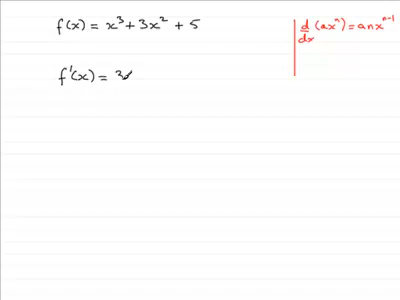 f(x) = x³ + 3x² + 5
d/dx (axⁿ) = anxⁿ⁻¹
f'(x) = 3